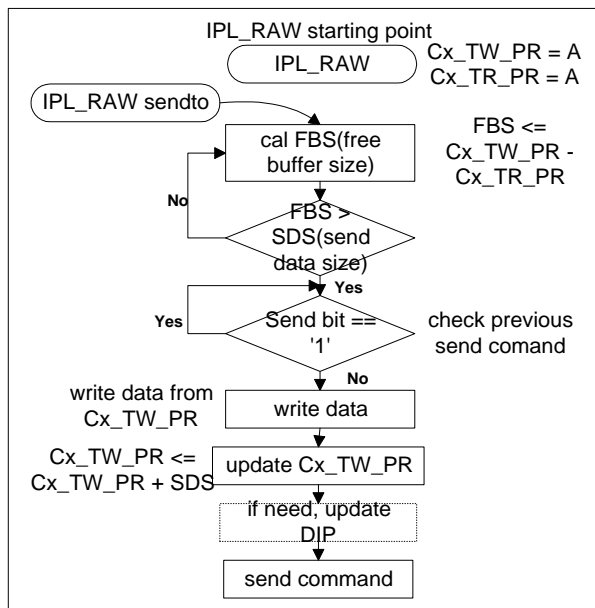 IPL_RAW starting point
IPL_RAW
Cx_TW_PR = A
Cx_TR_PR = A
IPL_RAW sendto
cal FBS(free
buffer size)
FBS <=
Cx_TW_PR -
Cx_TR_PR
No
FBS >
SDS(send
data size)
Yes
Yes
Send bit ==
'1'
check previous
send comand
No
write data from
Cx_TW_PR
write data
Cx_TW_PR <=
Cx_TW_PR + SDS
update Cx_TW_PR
if need, update
DIP
send command